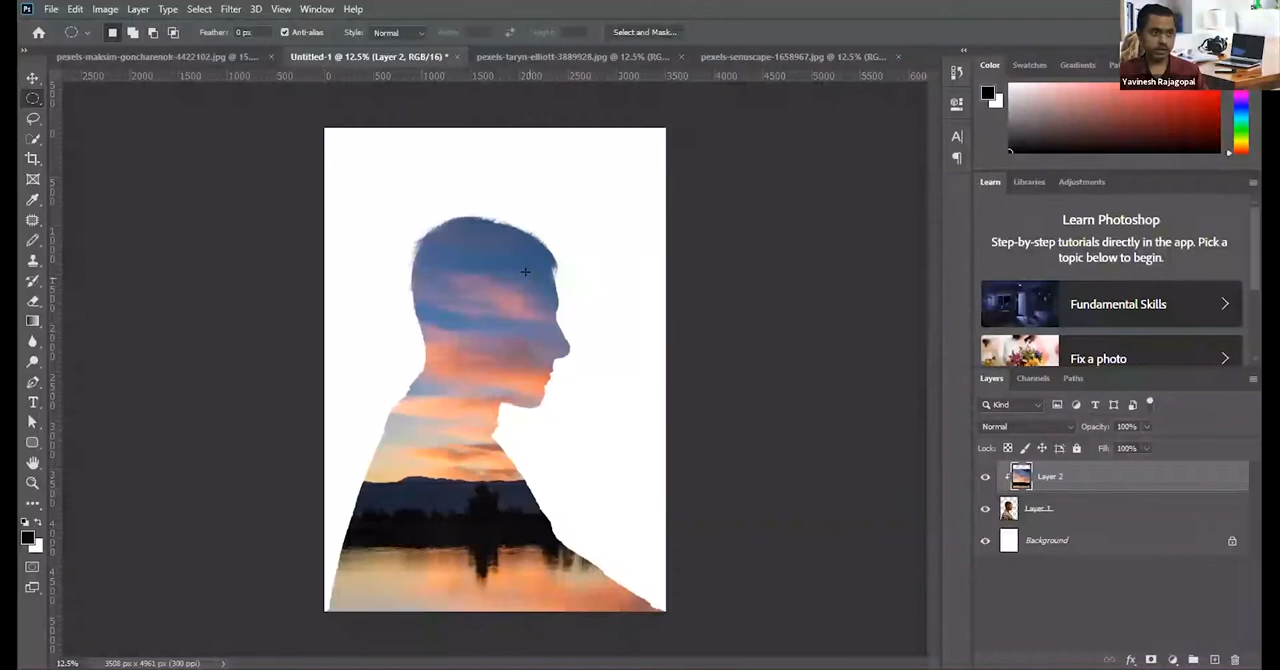 Ps File Edit Image Layer Type Select Filter 3D View Window Help
Feather: 0 px Anti-alias Style: Normal Width: Height: Select and Mask...
Yavinesh Rajagopal
pexels-maksim-goncharenok-4422102.jpg @ 15.... × Untitled-1 @ 12.5% (Layer 2, RGB/16) * × pexels-taryn-elliott-3889928.jpg @ 12.5% (RG... × pexels-senuscape-1658967.jpg @ 12.5% (RG... ×
Color Swatches Gradients
2500 2000 1500 1000 500 0 500 1000 1500 2000 2500 3000 3500 4000 4500 5000 5500
Learn Libraries Adjustments
Learn Photoshop
Step-by-step tutorials directly in the app. Pick a
topic below to begin.
Fundamental Skills
Fix a photo
Layers Channels Paths
Kind
Normal Opacity: 100%
Lock: Fill: 100%
Layer 2
Layer 1
Background
12.5% 3508 px x 4961 px (300 ppi)